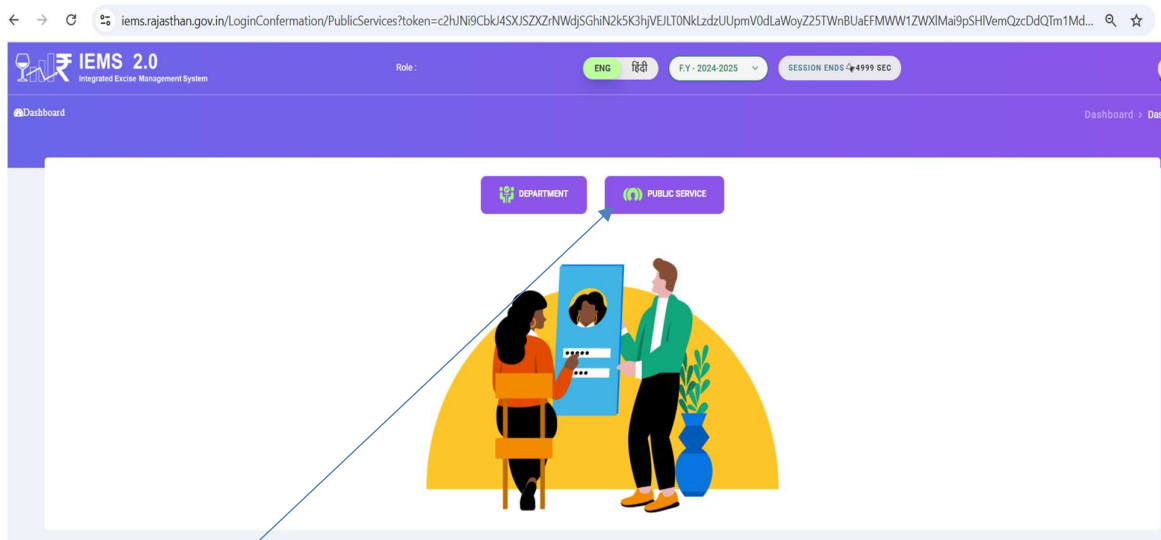 iems.rajasthan.gov.in/LoginConfermation/PublicServices?token=c2hJNi9CbkJ4SXJSZXZrNWdjSGhiN2k5K3hjVEJLT0NkLzdzUUpmV0dLaWoyZ25TWnBUaEFMWW1ZWXlMai9pSHlVemQzcDdQTm1Md...
IEMS 2.0
Integrated Excise Management System
Role :
ENG हिंदी
F.Y - 2024-2025
SESSION ENDS 4999 SEC
Dashboard
Dashboard > Das
DEPARTMENT
PUBLIC SERVICE